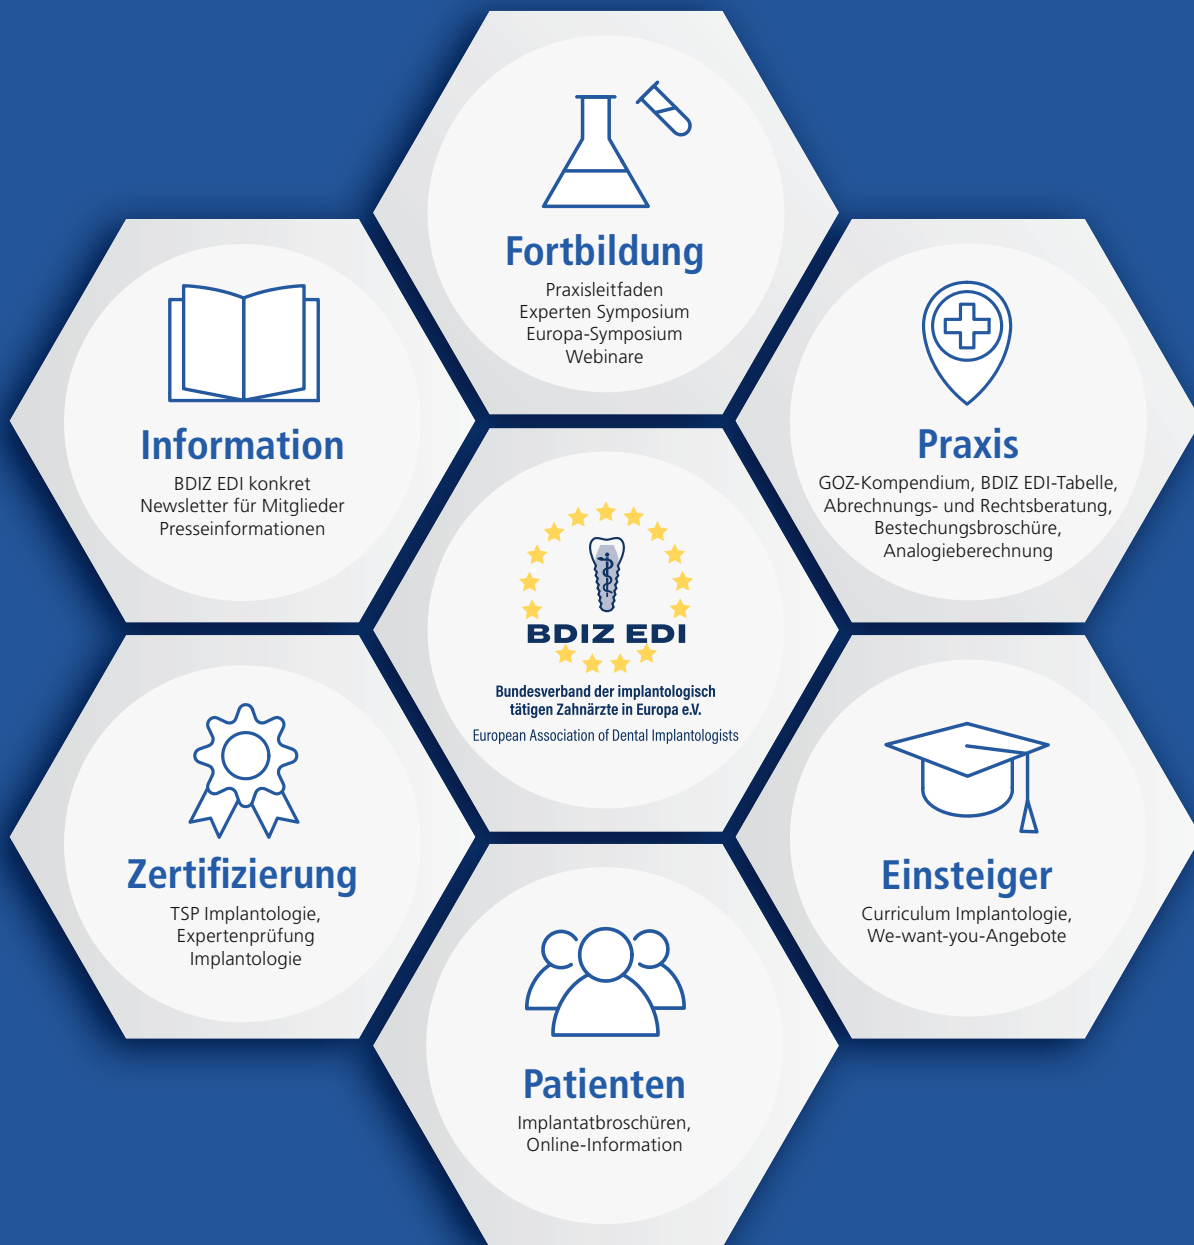 Fortbildung
Praxisleitfaden
Experten Symposium
Europa-Symposium
Webinare
Information
BDIZ EDI konkret
Newsletter für Mitglieder
Presseinformationen
Praxis
GOZ-Kompendium, BDIZ EDI-Tabelle,
Abrechnungs- und Rechtsberatung,
Bestechungsbroschüre,
Analogieberechnung
BDIZ EDI
Bundesverband der implantologisch
tätigen Zahnärzte in Europa e.V.
European Association of Dental Implantologists
Zertifizierung
TSP Implantologie,
Expertenprüfung
Implantologie
Einsteiger
Curriculum Implantologie,
We-want-you-Angebote
Patienten
Implantatbroschüren,
Online-Information